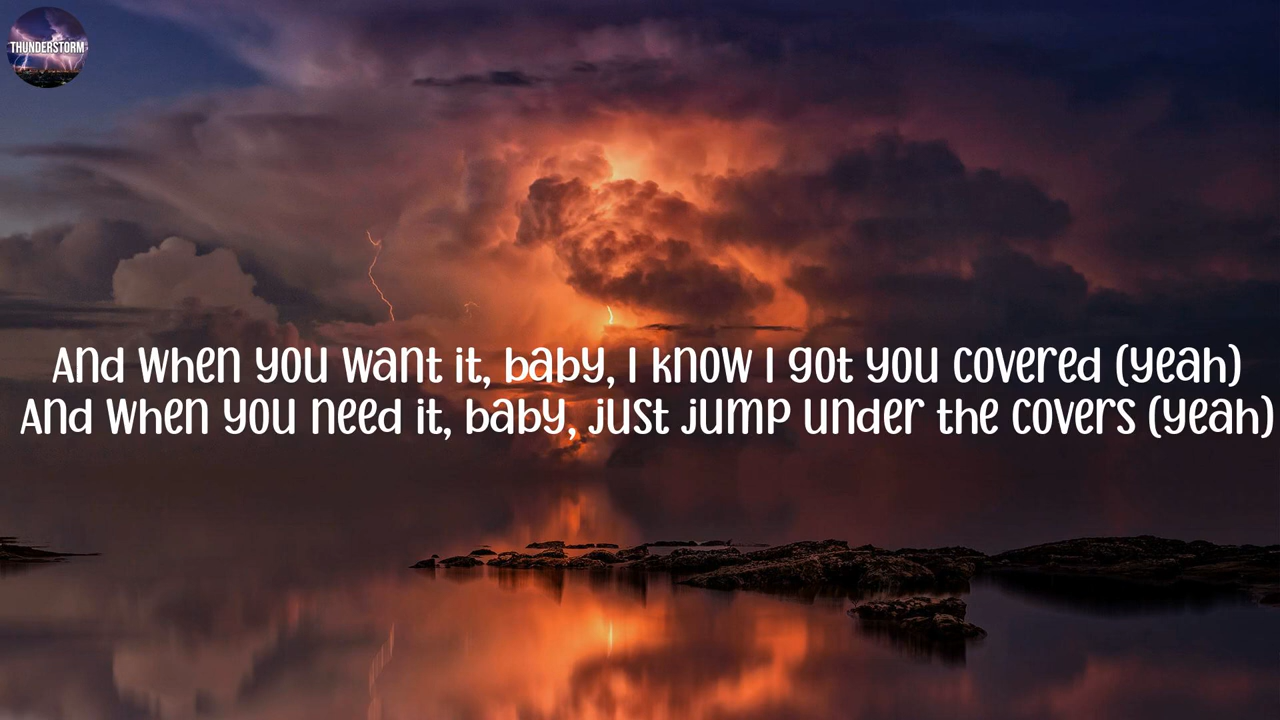 THUNDERSTORM
And when you want it, baby, I know I got you covered (yeah)
And when you need it, baby, just jump under the covers (yeah)